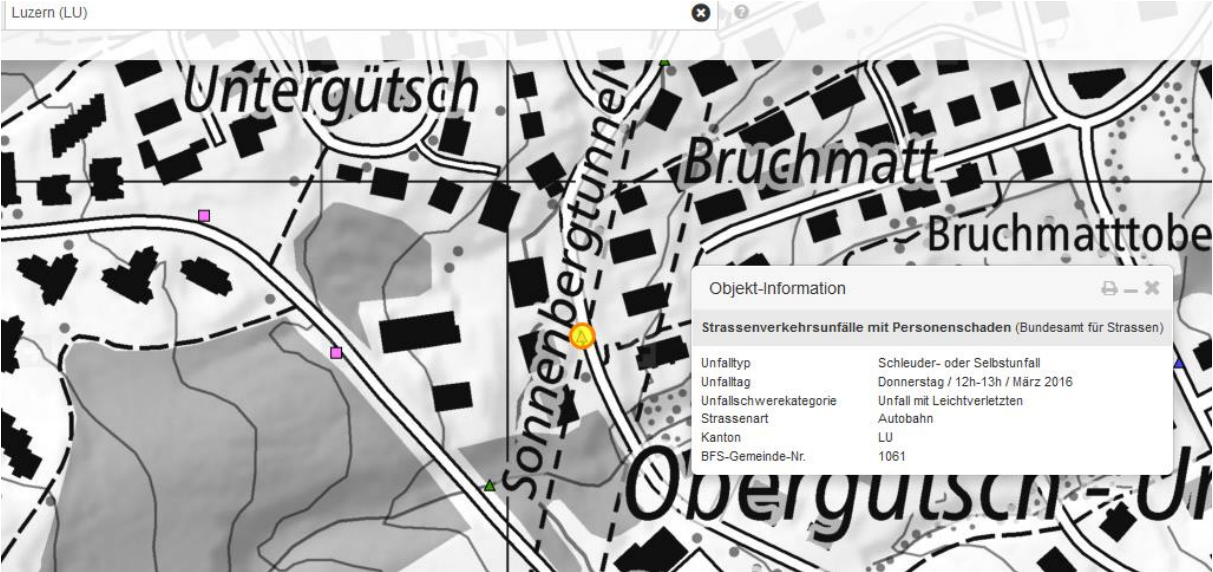 Luzern (LU)
Untergütsch
Sonnenbergtunnel
Bruchmatt
Bruchmatttobe
Objekt-Information
Strassenverkehrsunfälle mit Personenschaden (Bundesamt für Strassen)
Unfalltyp Schleuder- oder Selbstunfall
Unfalltag Donnerstag / 12h-13h / März 2016
Unfallschwerekategorie Unfall mit Leichtverletzten
Strassenart Autobahn
Kanton LU
BFS-Gemeinde-Nr. 1061
Obergütsch - Un